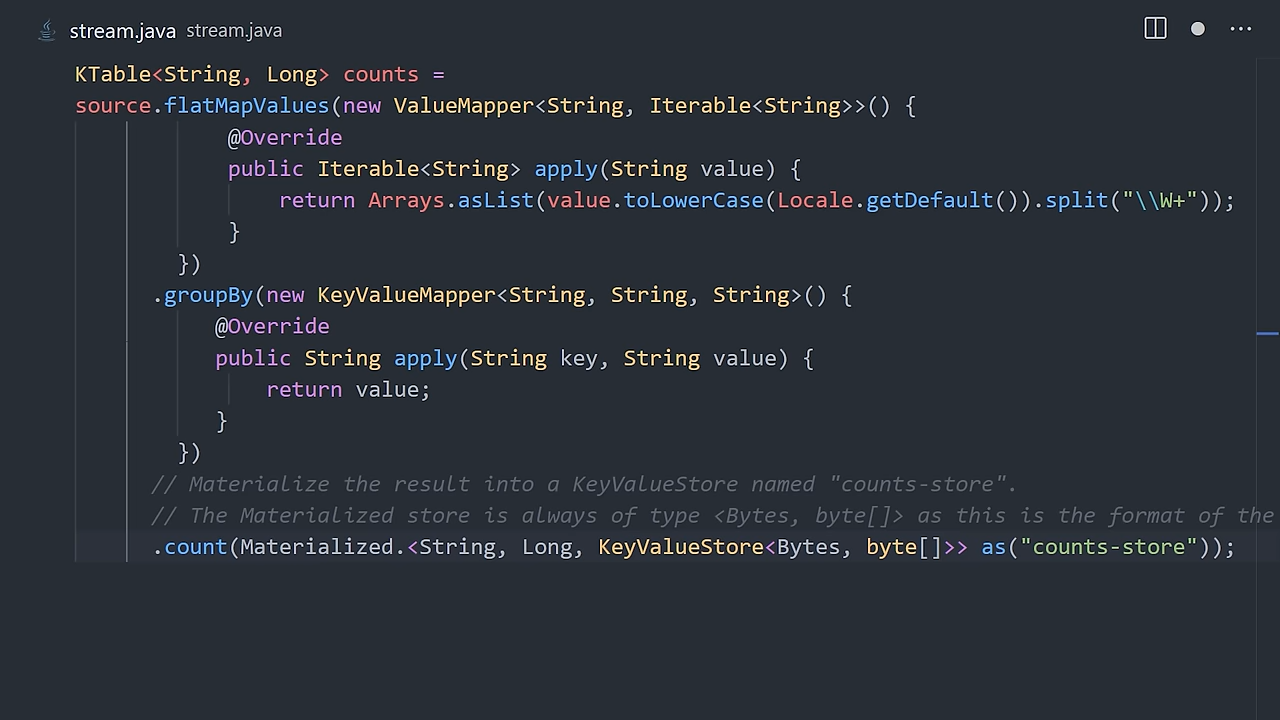 stream.java stream.java
KTable<String, Long> counts =
source.flatMapValues(new ValueMapper<String, Iterable<String>>() {
@Override
public Iterable<String> apply(String value) {
return Arrays.asList(value.toLowerCase(Locale.getDefault()).split("\\W+"));
}
})
.groupBy(new KeyValueMapper<String, String, String>() {
@Override
public String apply(String key, String value) {
return value;
}
})
// Materialize the result into a KeyValueStore named "counts-store".
// The Materialized store is always of type <Bytes, byte[]> as this is the format of the
.count(Materialized.<String, Long, KeyValueStore<Bytes, byte[]>> as("counts-store"));